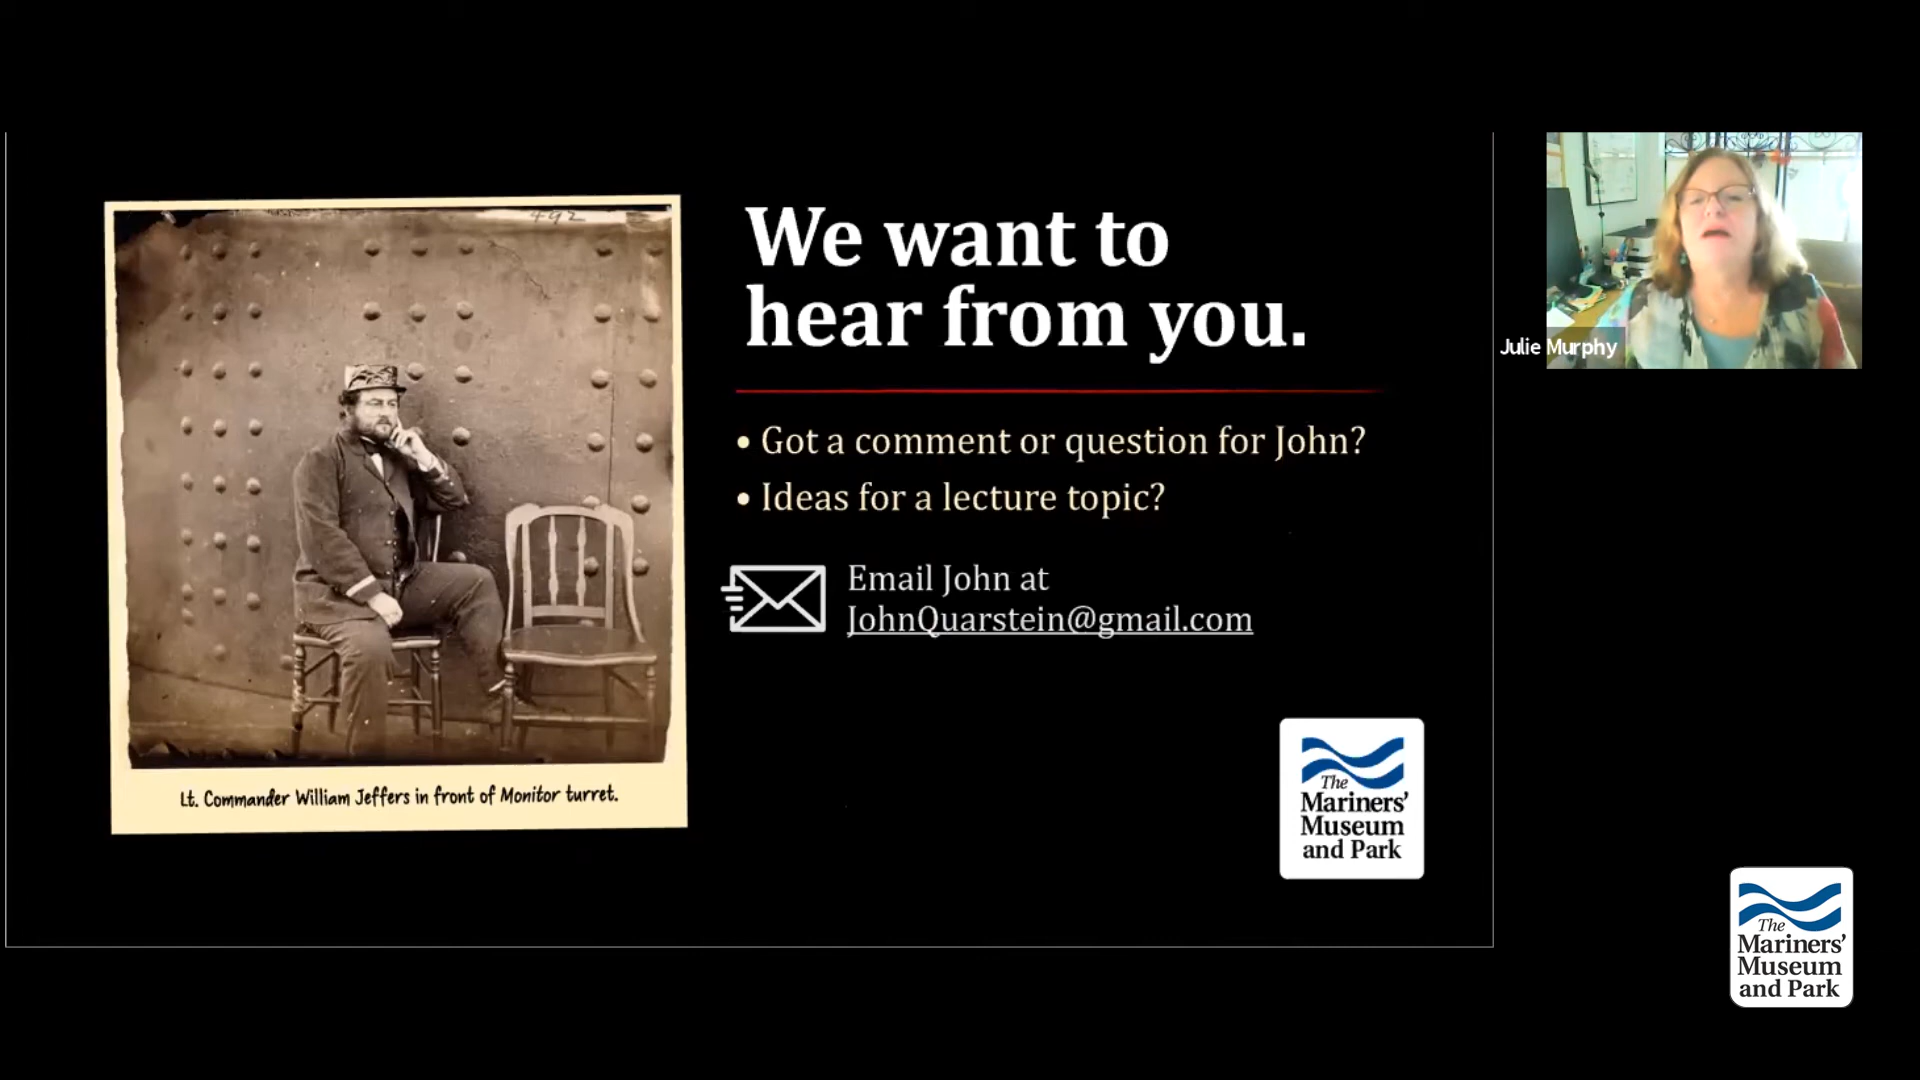 492
We want to
hear from you.
• Got a comment or question for John?
• Ideas for a lecture topic?
Email John at
JohnQuarstein@gmail.com
Lt. Commander William Jeffers in front of Monitor turret.
The
Mariners'
Museum
and Park
Julie Murphy
The
Mariners'
Museum
and Park